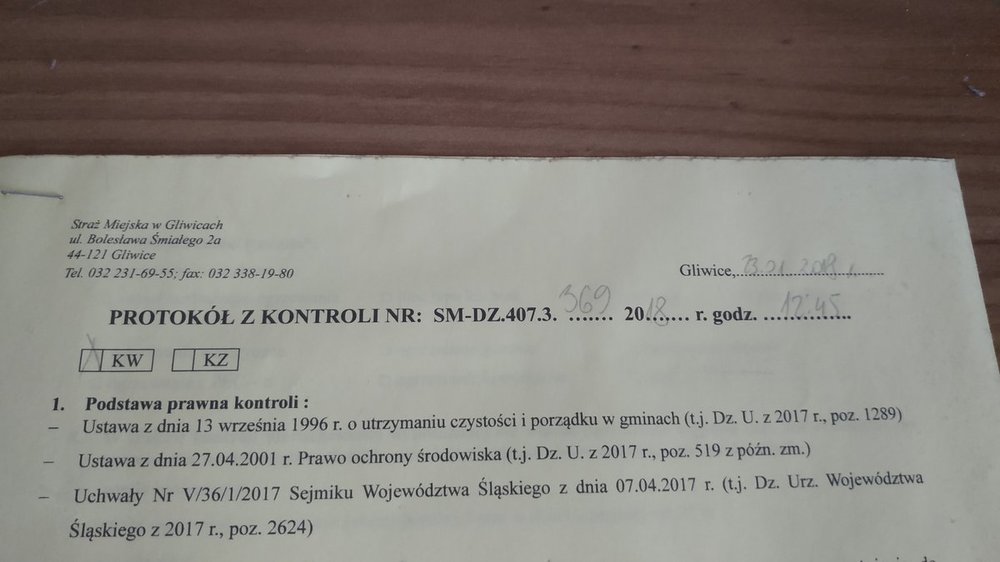 Straż Miejska w Gliwicach
ul. Bolesława Śmiałego 2a
44-121 Gliwice
Tel. 032 231-69-55; fax: 032 338-19-80
Gliwice, 23.01.2018 r.
PROTOKÓŁ Z KONTROLI NR: SM-DZ.407.3. 369 2018 r. godz. 12:45
X KW KZ
1. Podstawa prawna kontroli :
– Ustawa z dnia 13 września 1996 r. o utrzymaniu czystości i porządku w gminach (t.j. Dz. U. z 2017 r., poz. 1289)
– Ustawa z dnia 27.04.2001 r. Prawo ochrony środowiska (t.j. Dz. U. z 2017 r., poz. 519 z późn. zm.)
– Uchwały Nr V/36/1/2017 Sejmiku Województwa Śląskiego z dnia 07.04.2017 r. (t.j. Dz. Urz. Województwa
Śląskiego z 2017 r., poz. 2624)